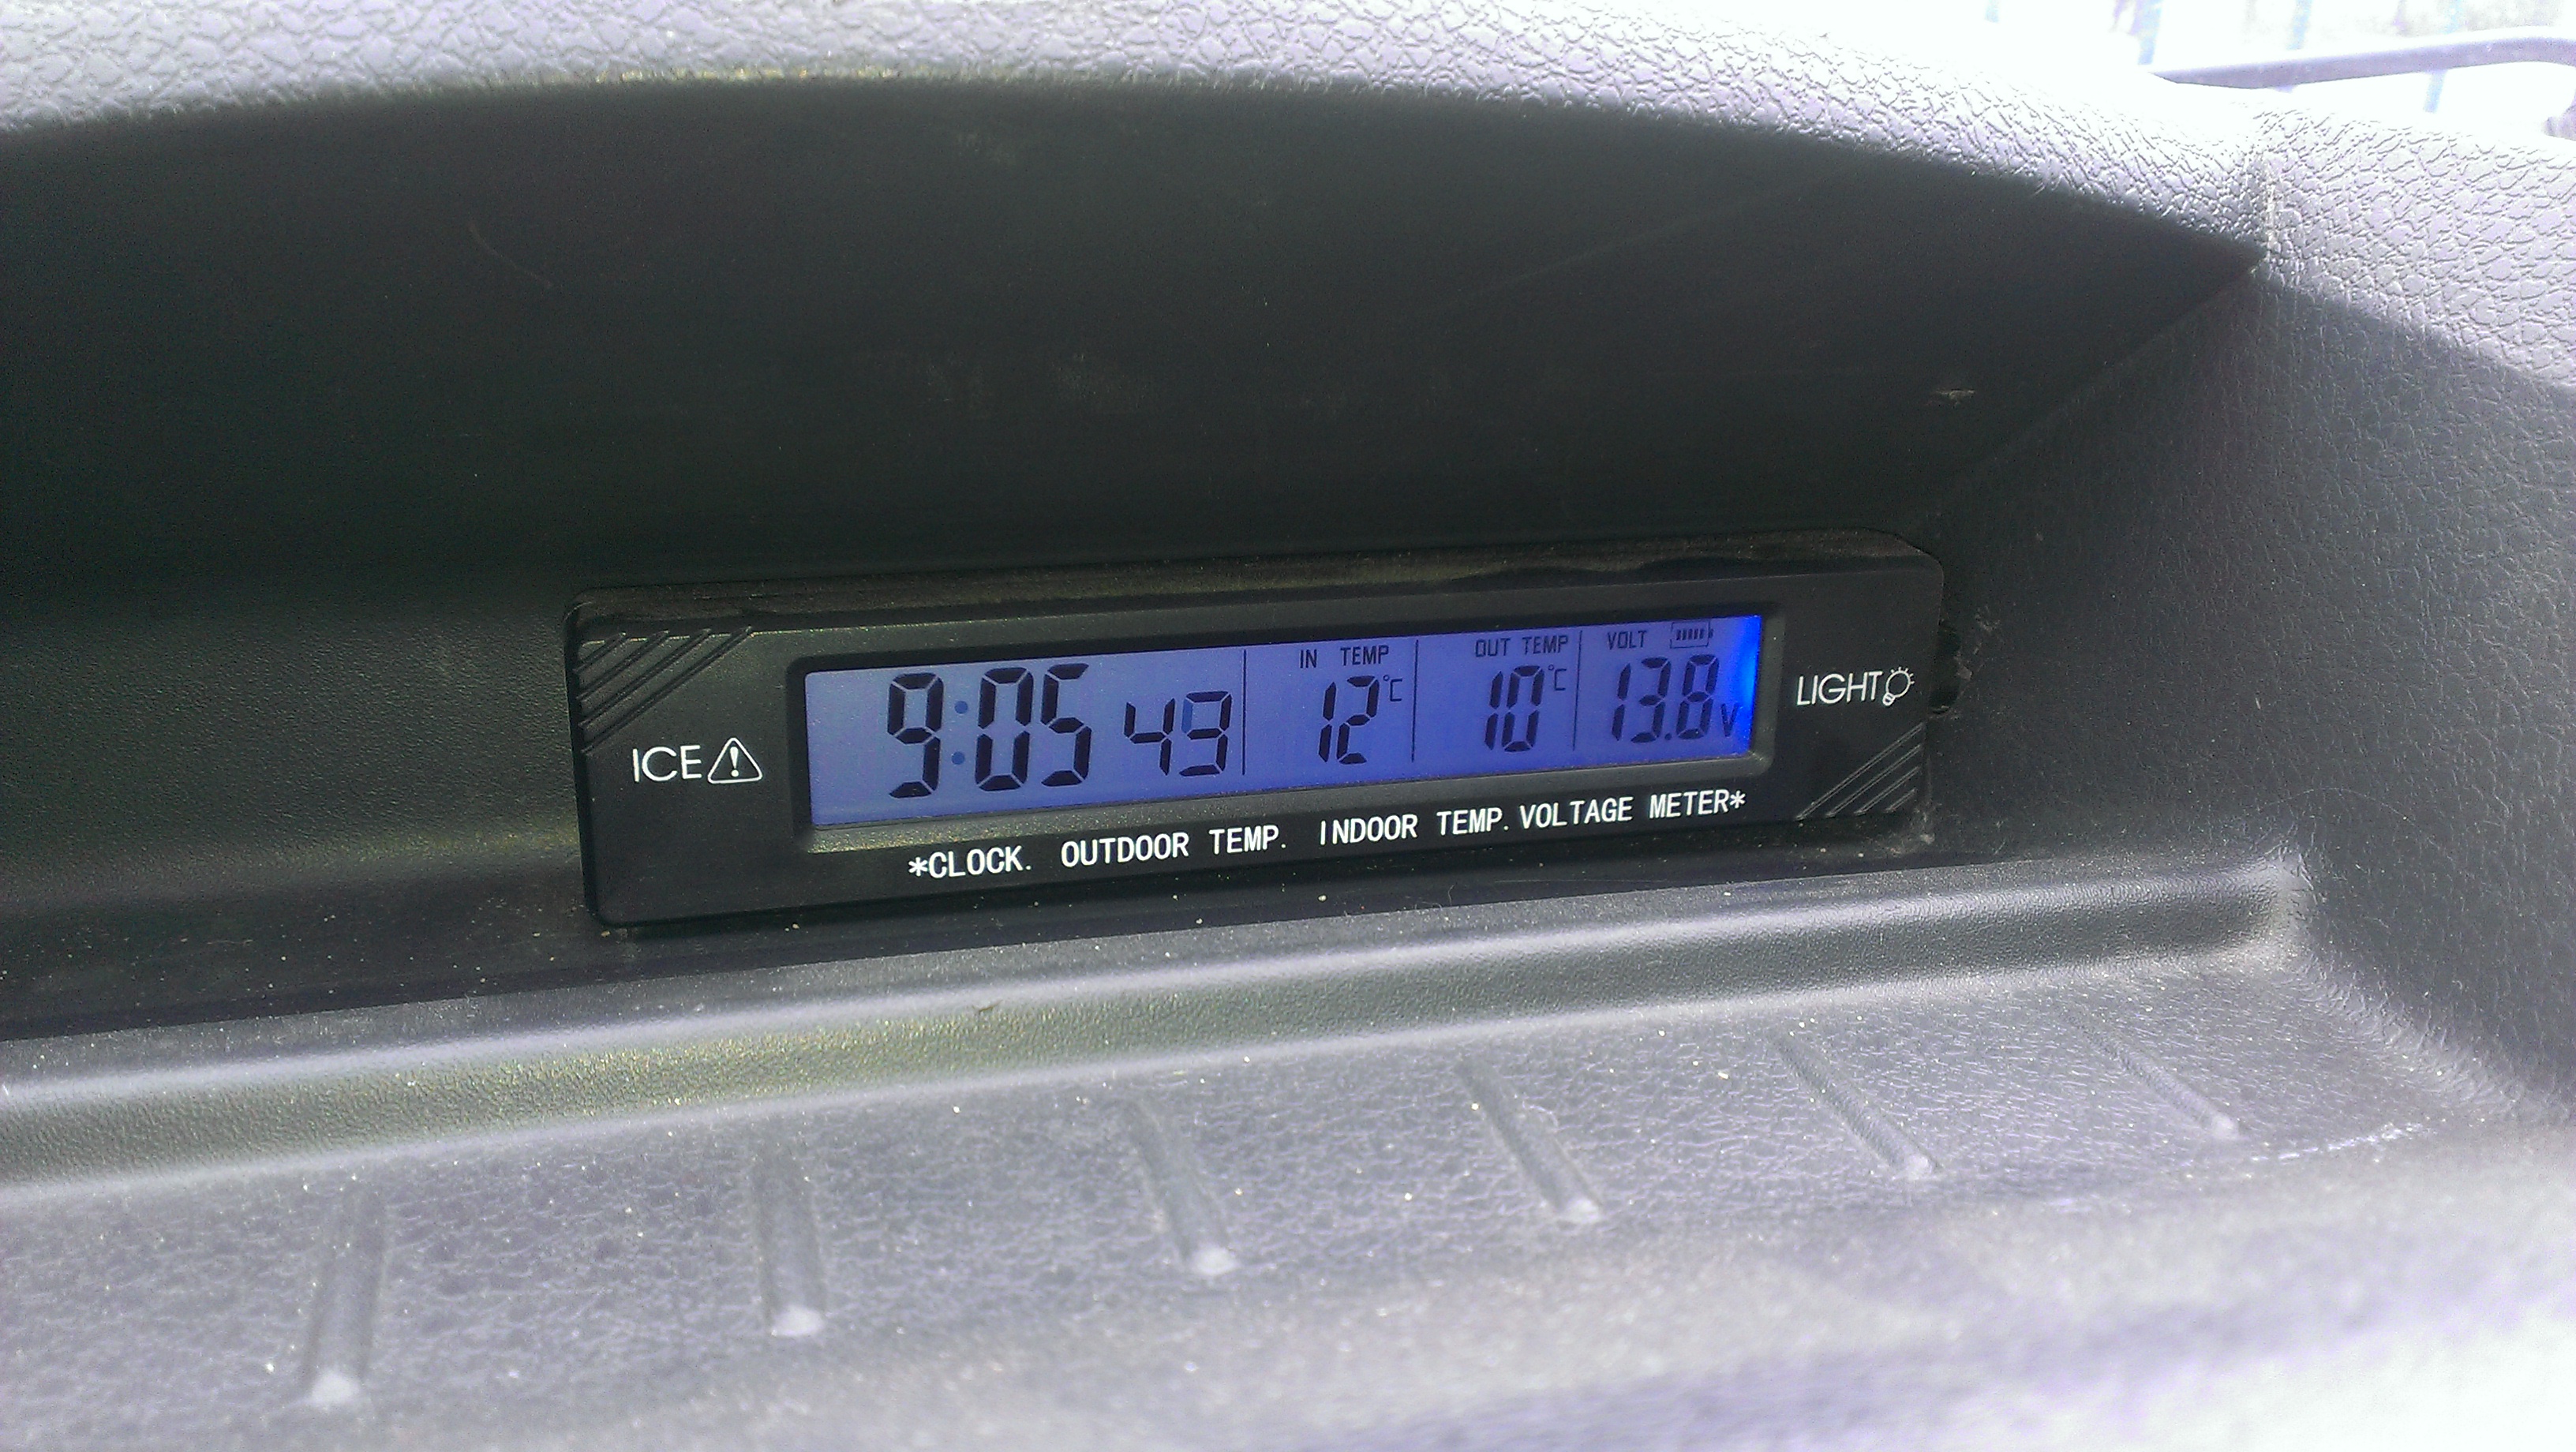 IN TEMP OUT TEMP VOLT
9:05 49 12°C 10°C 13.8V
LIGHT
ICE
*CLOCK. OUTDOOR TEMP. INDOOR TEMP. VOLTAGE METER*